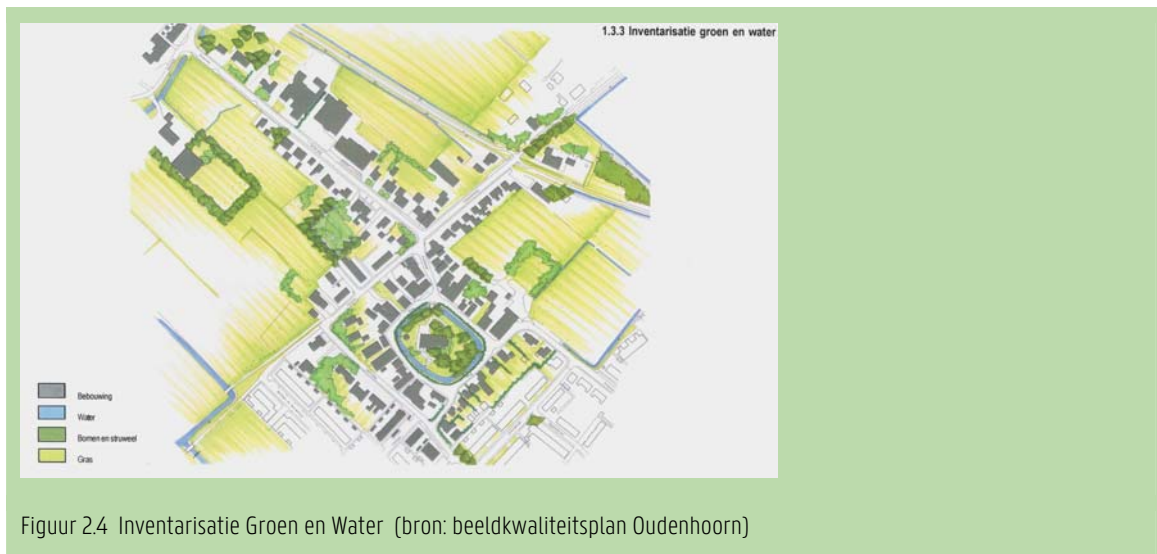 1.3.3 Inventarisatie groen en water
Bebouwing
Water
Bomen en struweel
Gras
Figuur 2.4 Inventarisatie Groen en Water (bron: beeldkwaliteitsplan Oudenhoorn)